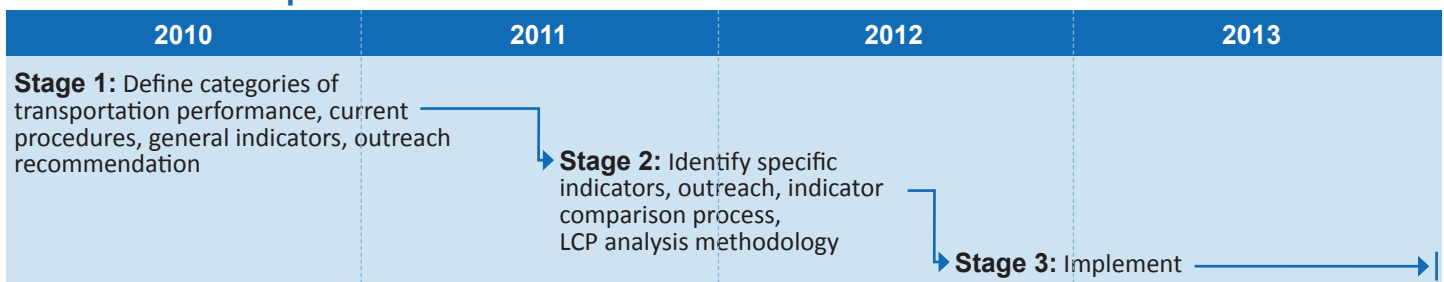 2010 2011 2012 2013
Stage 1: Define categories of
transportation performance, current
procedures, general indicators, outreach
recommendation
Stage 2: Identify specific
indicators, outreach, indicator
comparison process,
LCP analysis methodology
Stage 3: Implement